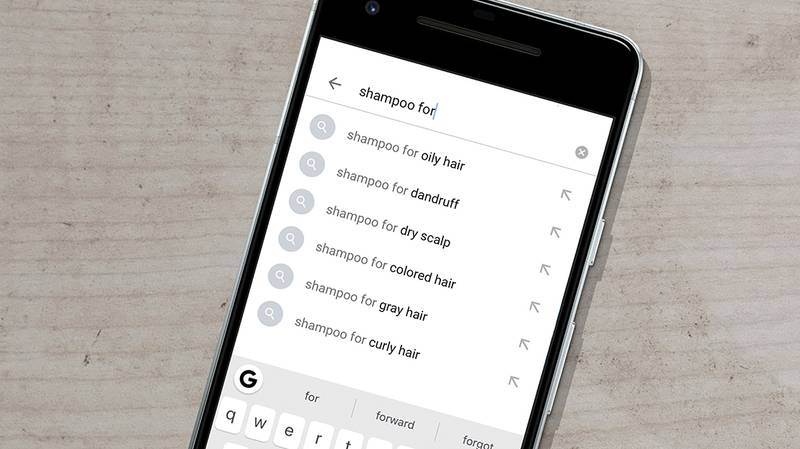 shampoo for
shampoo for oily hair
shampoo for dandruff
shampoo for dry scalp
shampoo for colored hair
shampoo for gray hair
shampoo for curly hair
G for forward forgot
q w e r t